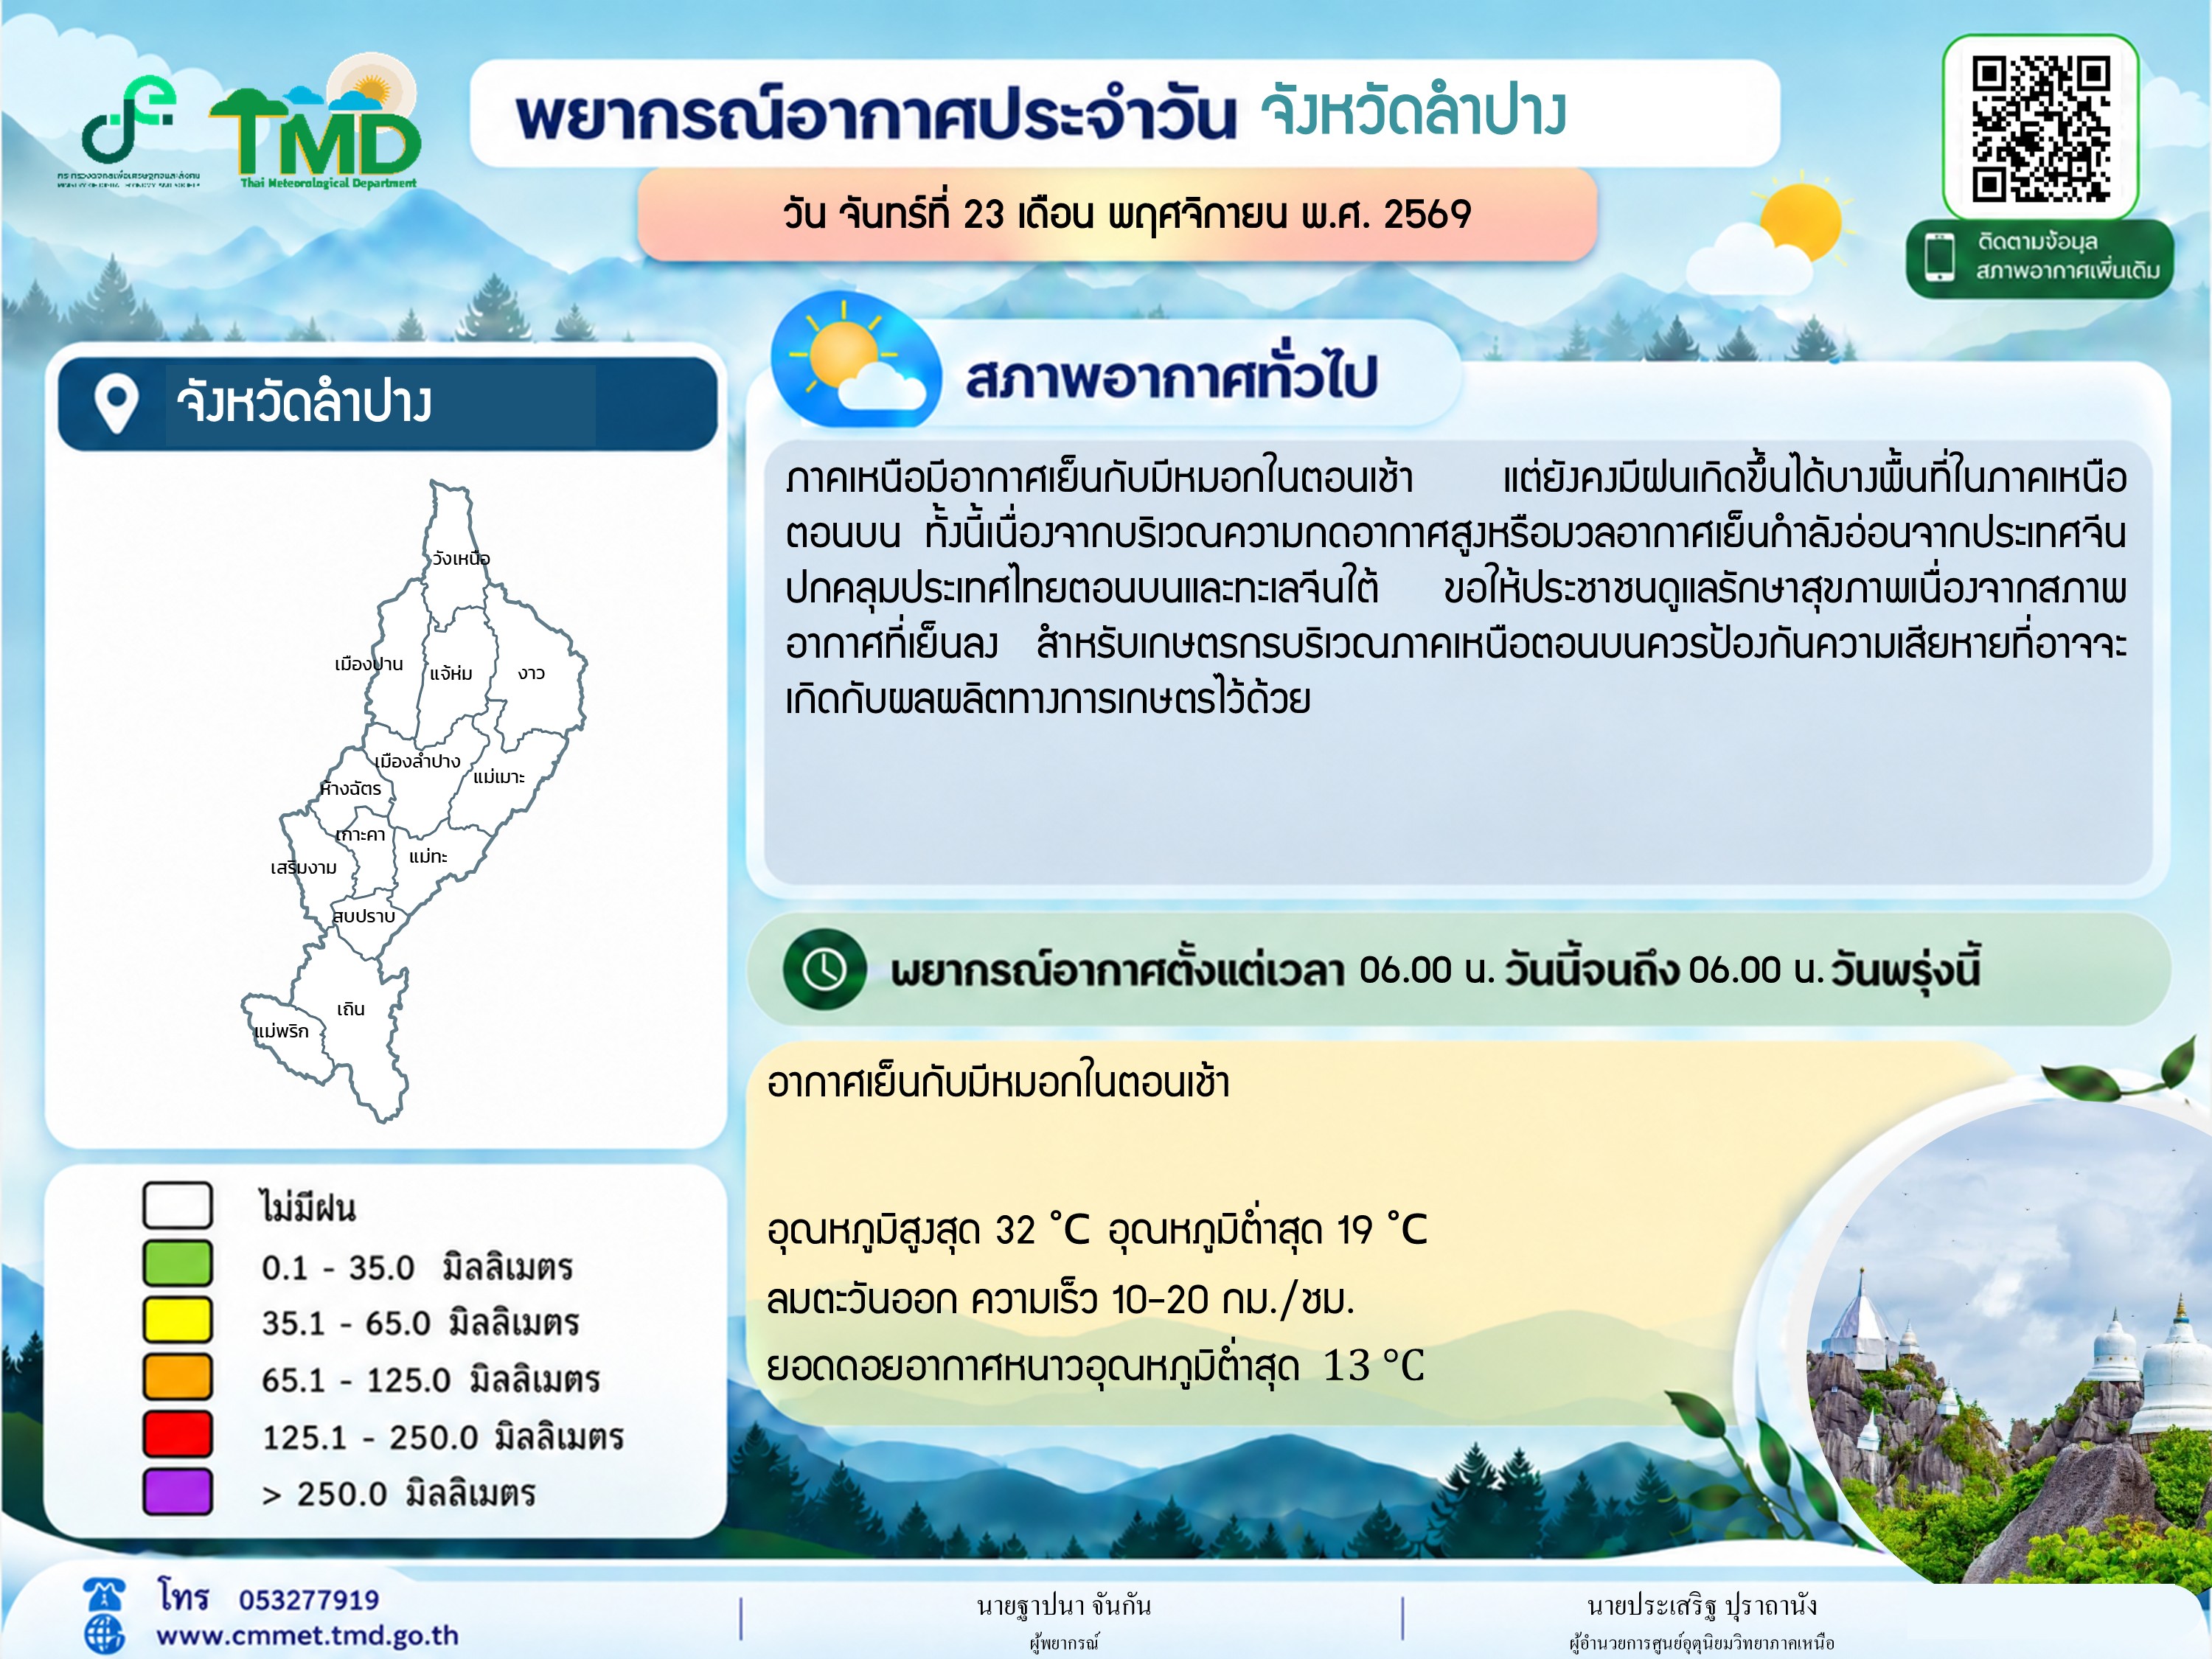 TMD
Thai Meteorological Department
พยากรณ์อากาศประจำวัน จังหวัดลำปาง
วัน จันทร์ที่ 23 เดือน พฤศจิกายน พ.ศ. 2569
ติดตามข้อมูล
สภาพอากาศเพิ่มเติม
จังหวัดลำปาง
วังเหนือ
เมืองปาน
แจ้ห่ม
งาว
เมืองลำปาง
แม่เมาะ
ห้างฉัตร
เกาะคา
แม่ทะ
เสริมงาม
สบปราบ
เถิน
แม่พริก
ไม่มีฝน
0.1 - 35.0 มิลลิเมตร
35.1 - 65.0 มิลลิเมตร
65.1 - 125.0 มิลลิเมตร
125.1 - 250.0 มิลลิเมตร
> 250.0 มิลลิเมตร
สภาพอากาศทั่วไป
ภาคเหนือมีอากาศเย็นกับมีหมอกในตอนเช้า แต่ยังคงมีฝนเกิดขึ้นได้บางพื้นที่ในภาคเหนือ
ตอนบน ทั้งนี้เนื่องจากบริเวณความกดอากาศสูงหรือมวลอากาศเย็นกำลังอ่อนจากประเทศจีน
ปกคลุมประเทศไทยตอนบนและทะเลจีนใต้ ขอให้ประชาชนดูแลรักษาสุขภาพเนื่องจากสภาพ
อากาศที่เย็นลง สำหรับเกษตรกรบริเวณภาคเหนือตอนบนควรป้องกันความเสียหายที่อาจจะ
เกิดกับผลผลิตทางการเกษตรไว้ด้วย
พยากรณ์อากาศตั้งแต่เวลา 06.00 น. วันนี้จนถึง 06.00 น. วันพรุ่งนี้
อากาศเย็นกับมีหมอกในตอนเช้า
อุณหภูมิสูงสุด 32 °C อุณหภูมิต่ำสุด 19 °C
ลมตะวันออก ความเร็ว 10-20 กม./ชม.
ยอดดอยอากาศหนาวอุณหภูมิต่ำสุด 13 °C
โทร 053277919
www.cmmet.tmd.go.th
นายฐาปนา จันกัน
ผู้พยากรณ์
นายประเสริฐ ปุราถานัง
ผู้อำนวยการศูนย์อุตุนิยมวิทยาภาคเหนือ